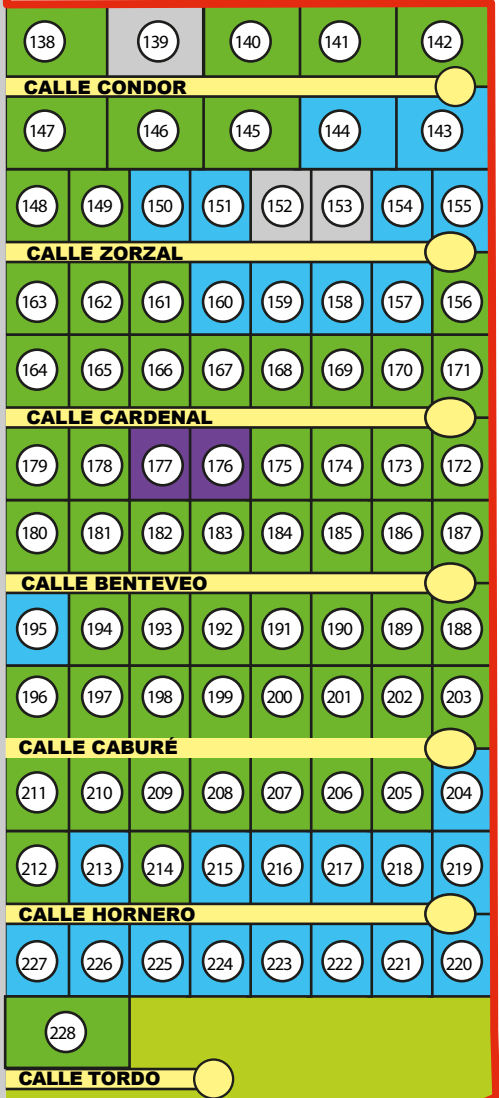 138 139 140 141 142
CALLE CONDOR
147 146 145 144 143
148 149 150 151 152 153 154 155
CALLE ZORZAL
163 162 161 160 159 158 157 156
164 165 166 167 168 169 170 171
CALLE CARDENAL
179 178 177 176 175 174 173 172
180 181 182 183 184 185 186 187
CALLE BENTEVEO
195 194 193 192 191 190 189 188
196 197 198 199 200 201 202 203
CALLE CABURÉ
211 210 209 208 207 206 205 204
212 213 214 215 216 217 218 219
CALLE HORNERO
227 226 225 224 223 222 221 220
228
CALLE TORDO